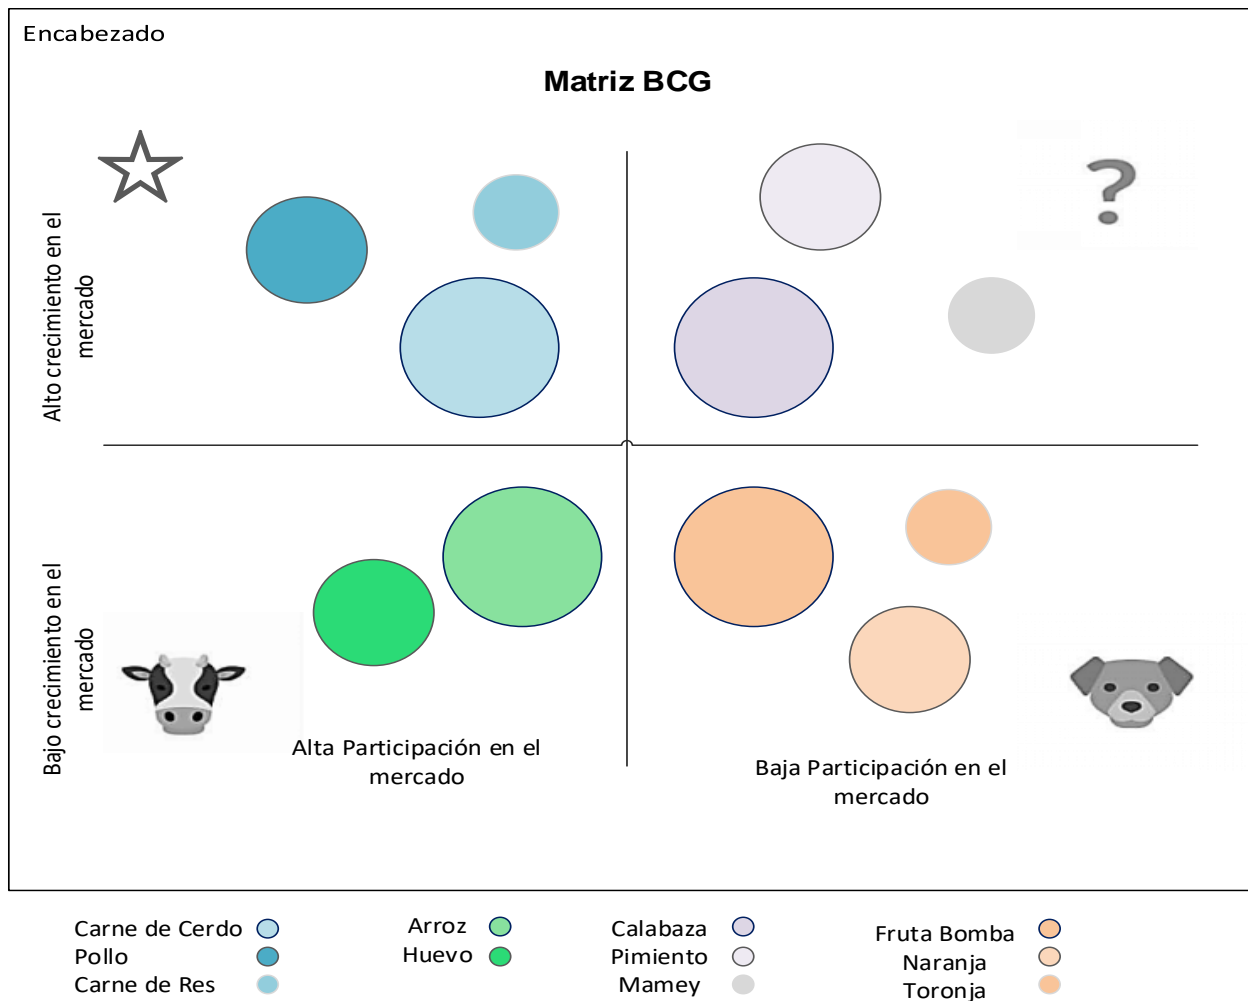 Encabezado
Matriz BCG
?
Alto crecimiento en el
mercado
Bajo crecimiento en el
mercado
Alta Participación en el
mercado
Baja Participación en el
mercado
Carne de Cerdo
Pollo
Carne de Res
Arroz
Huevo
Calabaza
Pimiento
Mamey
Fruta Bomba
Naranja
Toronja